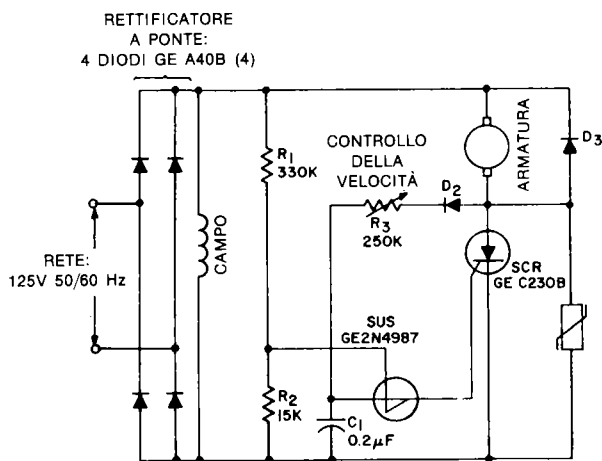 RETTIFICATORE
A PONTE:
4 DIODI GE A40B (4)
R1
330K
CONTROLLO
DELLA
VELOCITÀ
R3
250K
D2
ARMATURA
D3
CAMPO
RETE:
125V 50/60 Hz
SCR
GE C230B
SUS
GE2N4987
R2
15K
C1
0.2μF